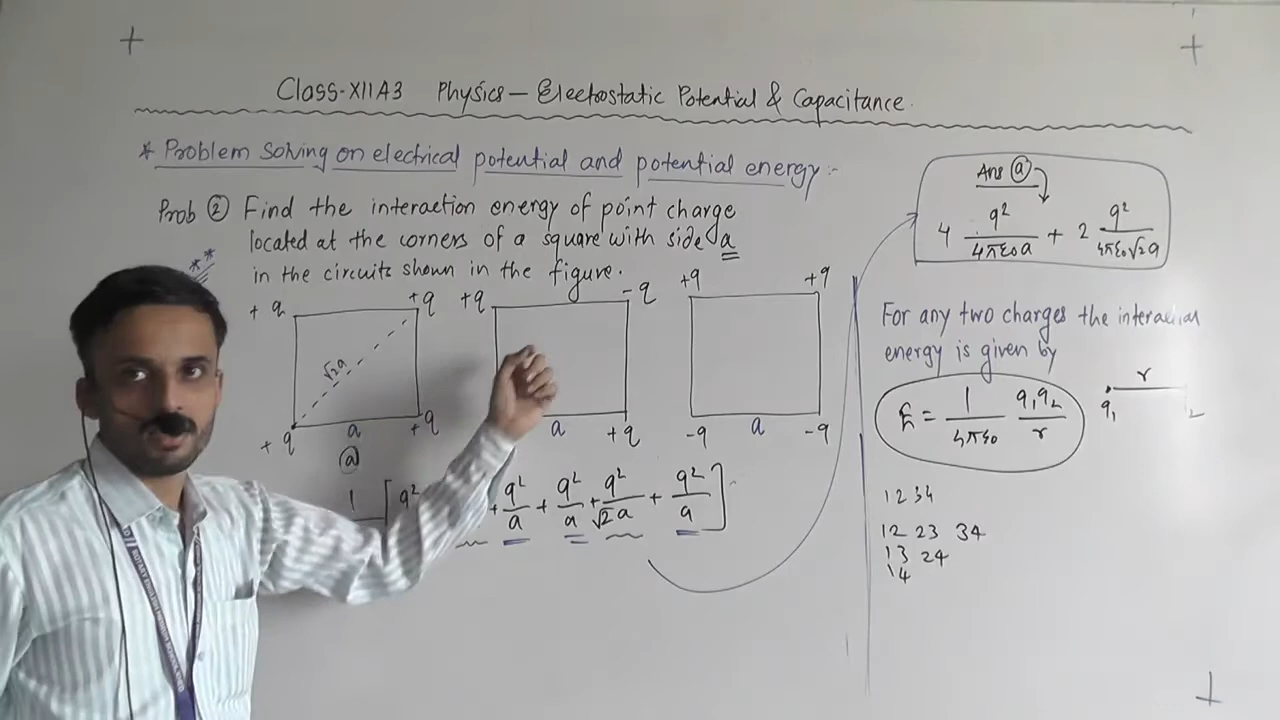 Class-XII A3 Physics — Electrostatic Potential & Capacitance.
* Problem Solving on electrical potential and potential energy :-
Prob ② Find the interaction energy of point charge
located at the corners of a square with side a
in the circuits shown in the figure.
**
+q +q
√2a
+q a +q
ⓐ
+q -q
a +q
+q +q
-q a -q
1 [ q² + q²/a + q²/a + q²/√2a + q²/a ]
Ans ⓐ
4 q²/4πε₀a + 2 q²/4πε₀√2a
For any two charges the interaction
energy is given by
E = 1/4πε₀ q₁q₂/r
r
q₁ 2
1 2 3 4
12 23 34
13 24
14